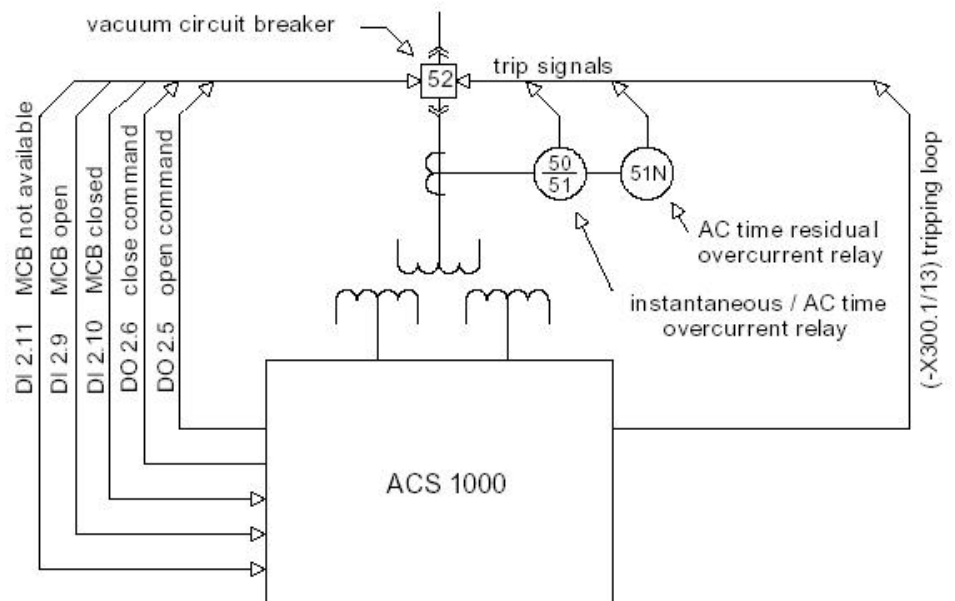 vacuum circuit breaker
52
trip signals
50
51
51N
AC time residual
overcurrent relay
instantaneous / AC time
overcurrent relay
DI 2.11 MCB not available
DI 2.9 MCB open
DI 2.10 MCB closed
DO 2.6 close command
DO 2.5 open command
(-X300.1/13) tripping loop
ACS 1000